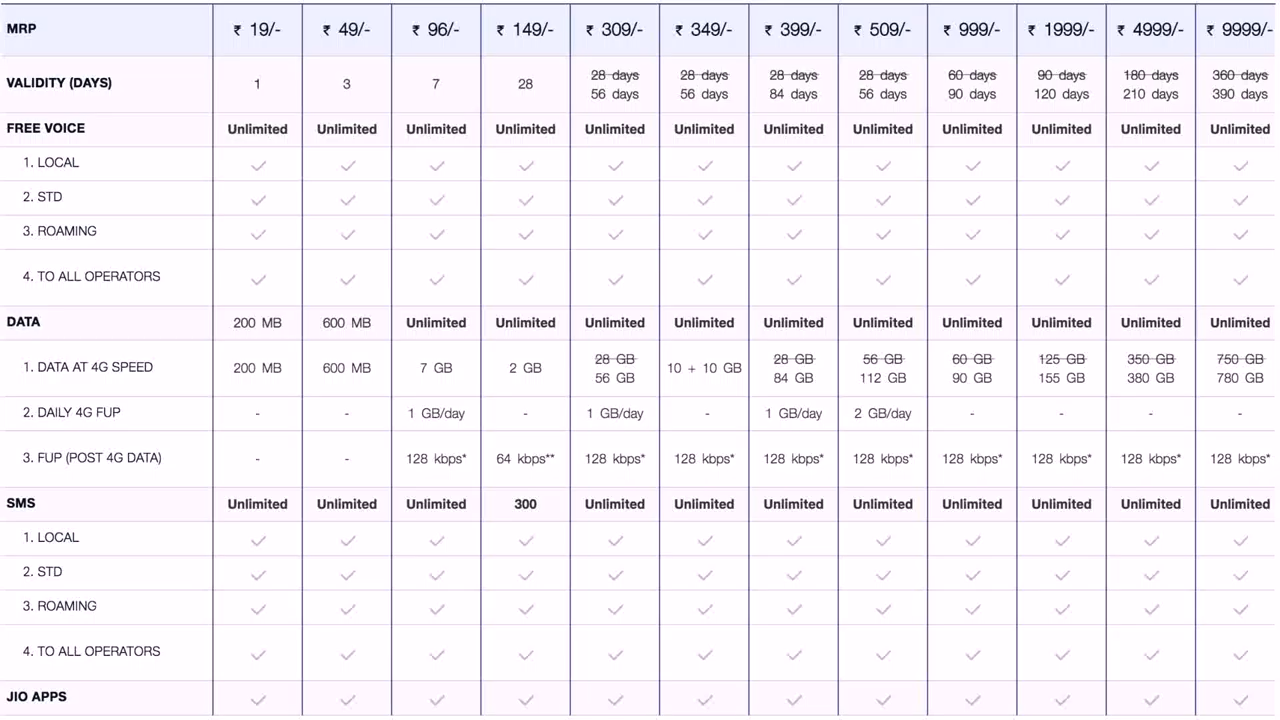 MRP ₹ 19/- ₹ 49/- ₹ 96/- ₹ 149/- ₹ 309/- ₹ 349/- ₹ 399/- ₹ 509/- ₹ 999/- ₹ 1999/- ₹ 4999/- ₹ 9999/-
28 days 28 days 28 days 28 days 60 days 90 days 180 days 360 days
VALIDITY (DAYS) 1 3 7 28
56 days 56 days 84 days 56 days 90 days 120 days 210 days 390 days
FREE VOICE Unlimited Unlimited Unlimited Unlimited Unlimited Unlimited Unlimited Unlimited Unlimited Unlimited Unlimited Unlimited
1. LOCAL
2. STD
3. ROAMING
4. TO ALL OPERATORS
DATA 200 MB 600 MB Unlimited Unlimited Unlimited Unlimited Unlimited Unlimited Unlimited Unlimited Unlimited Unlimited
28 GB 28 GB 56 GB 60 GB 125 GB 350 GB 750 GB
1. DATA AT 4G SPEED 200 MB 600 MB 7 GB 2 GB 10 + 10 GB
56 GB 84 GB 112 GB 90 GB 155 GB 380 GB 780 GB
2. DAILY 4G FUP - - 1 GB/day - 1 GB/day - 1 GB/day 2 GB/day - - - -
3. FUP (POST 4G DATA) - - 128 kbps* 64 kbps** 128 kbps* 128 kbps* 128 kbps* 128 kbps* 128 kbps* 128 kbps* 128 kbps* 128 kbps*
SMS Unlimited Unlimited Unlimited 300 Unlimited Unlimited Unlimited Unlimited Unlimited Unlimited Unlimited Unlimited
1. LOCAL
2. STD
3. ROAMING
4. TO ALL OPERATORS
JIO APPS